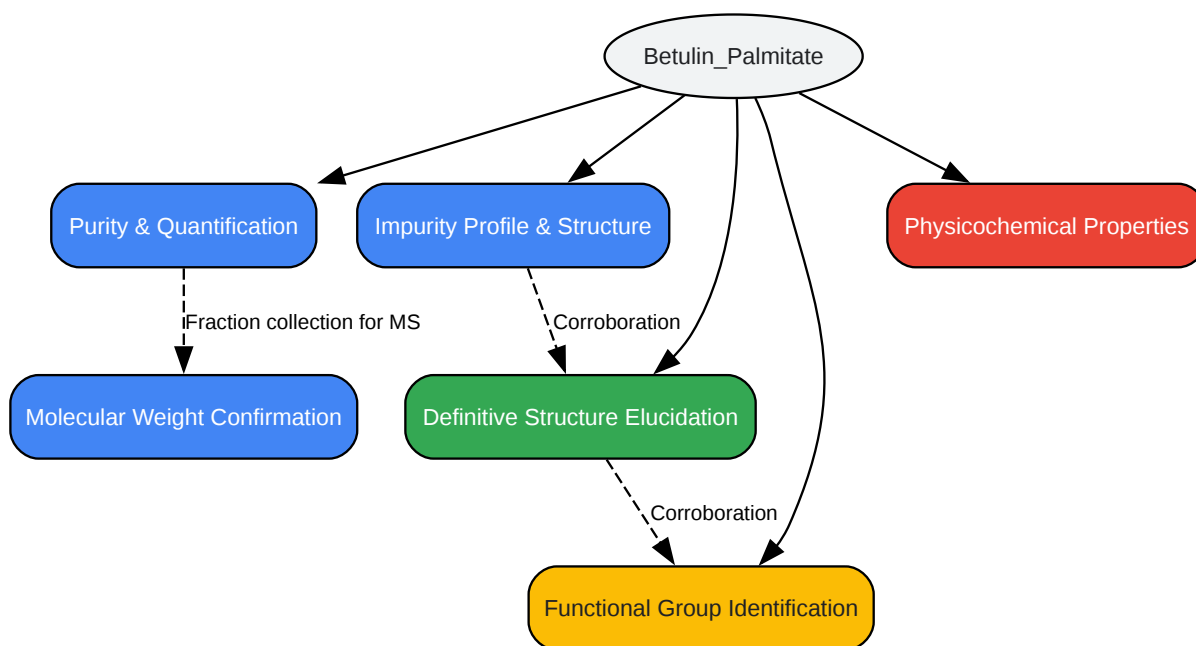 Betulin_Palmitate
Purity & Quantification
Impurity Profile & Structure
Physicochemical Properties
Fraction collection for MS
Corroboration
Molecular Weight Confirmation
Definitive Structure Elucidation
Corroboration
Functional Group Identification